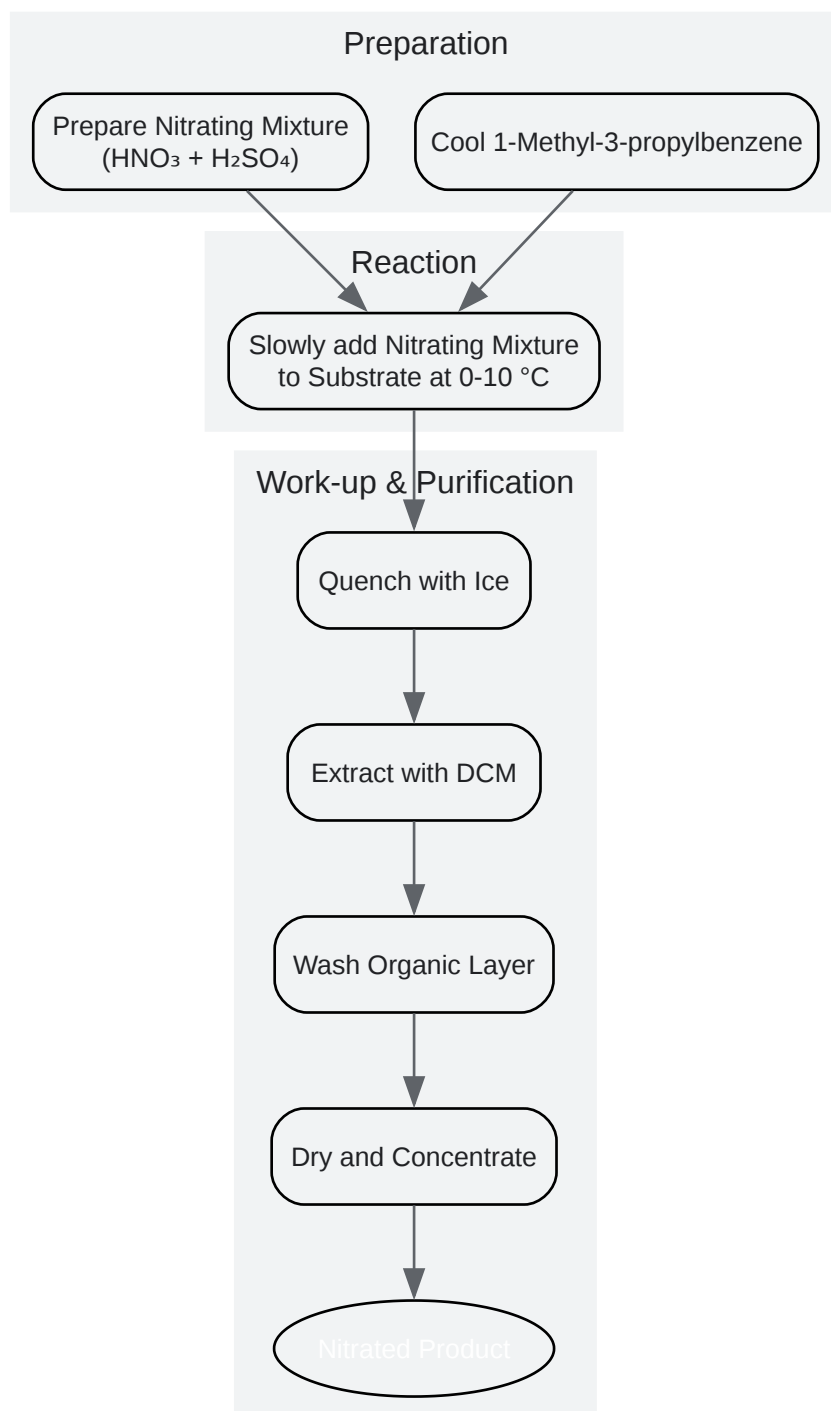 Preparation
Prepare Nitrating Mixture
(HNO₃ + H₂SO₄)
Cool 1-Methyl-3-propylbenzene
Reaction
Slowly add Nitrating Mixture
to Substrate at 0-10 °C
Work-up & Purification
Quench with Ice
Extract with DCM
Wash Organic Layer
Dry and Concentrate
Nitrated Product